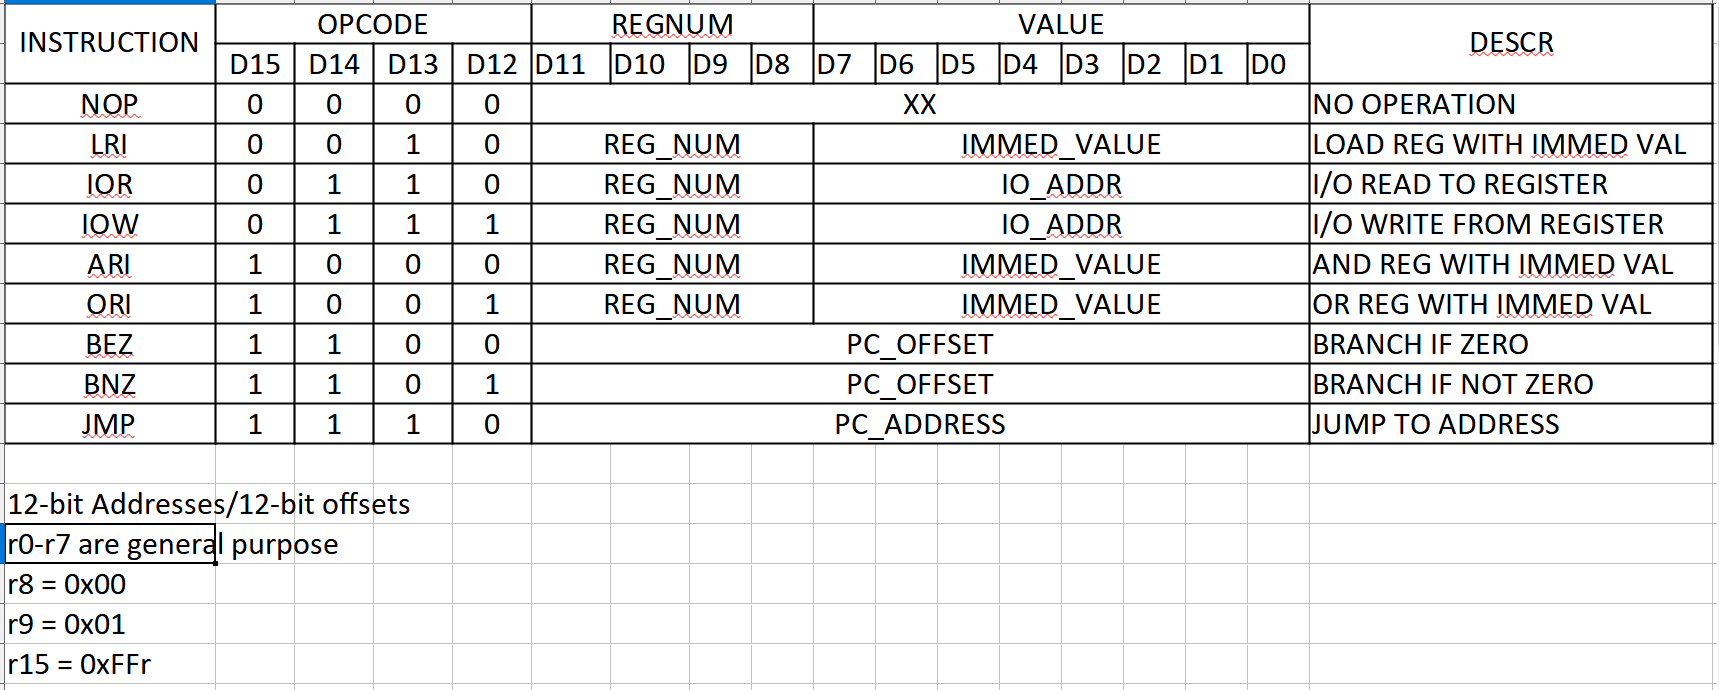 INSTRUCTION OPCODE REGNUM VALUE DESCR
D15 D14 D13 D12 D11 D10 D9 D8 D7 D6 D5 D4 D3 D2 D1 D0
NOP 0 0 0 0 XX NO OPERATION
LRI 0 0 1 0 REG_NUM IMMED_VALUE LOAD REG WITH IMMED VAL
IOR 0 1 1 0 REG_NUM IO_ADDR I/O READ TO REGISTER
IOW 0 1 1 1 REG_NUM IO_ADDR I/O WRITE FROM REGISTER
ARI 1 0 0 0 REG_NUM IMMED_VALUE AND REG WITH IMMED VAL
ORI 1 0 0 1 REG_NUM IMMED_VALUE OR REG WITH IMMED VAL
BEZ 1 1 0 0 PC_OFFSET BRANCH IF ZERO
BNZ 1 1 0 1 PC_OFFSET BRANCH IF NOT ZERO
JMP 1 1 1 0 PC_ADDRESS JUMP TO ADDRESS
12-bit Addresses/12-bit offsets
r0-r7 are general purpose
r8 = 0x00
r9 = 0x01
r15 = 0xFFr